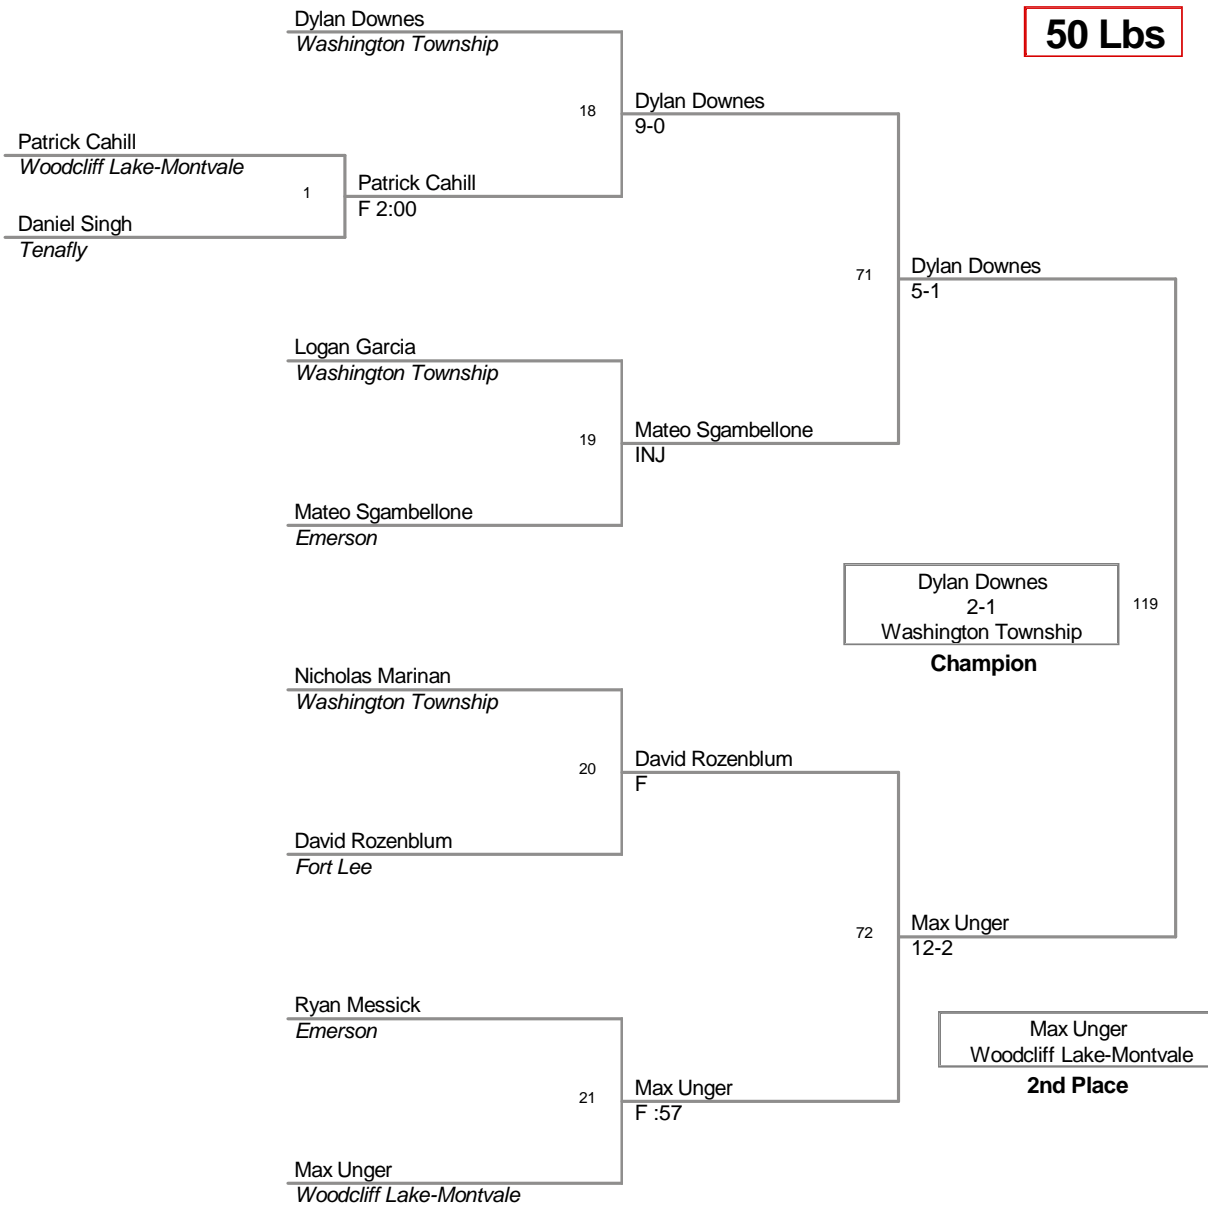 Dylan Downes
Washington Township
50 Lbs
18
Dylan Downes
9-0
Patrick Cahill
Woodcliff Lake-Montvale
1
Patrick Cahill
F 2:00
Daniel Singh
Tenafly
71
Dylan Downes
5-1
Logan Garcia
Washington Township
19
Mateo Sgambellone
INJ
Mateo Sgambellone
Emerson
Dylan Downes
2-1
Washington Township
119
Champion
Nicholas Marinan
Washington Township
20
David Rozenblum
F
David Rozenblum
Fort Lee
72
Max Unger
12-2
Ryan Messick
Emerson
Max Unger
Woodcliff Lake-Montvale
2nd Place
21
Max Unger
F :57
Max Unger
Woodcliff Lake-Montvale